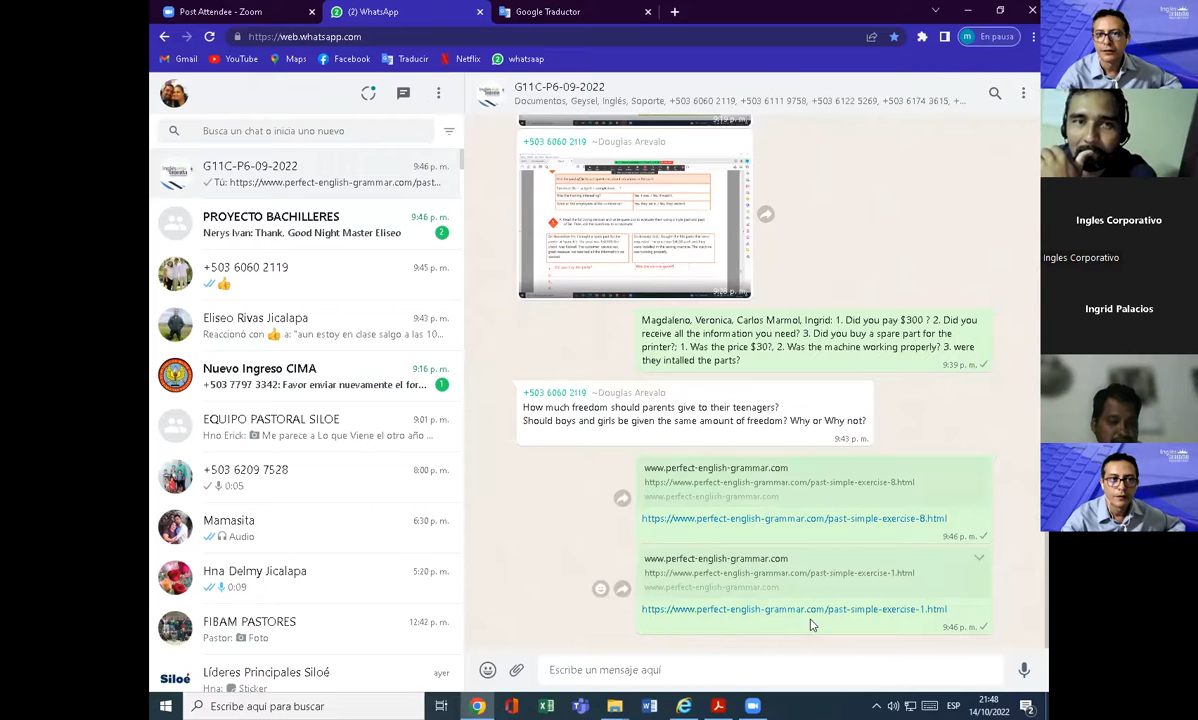 Post Attendee - Zoom
(2) WhatsApp
Google Traductor
https://web.whatsapp.com
m En pausa
Gmail
YouTube
Maps
Facebook
Traducir
Netflix
whatsaap
G11C-P6-09-2022
Documentos, Geysel, Inglés, Soporte, +503 6060 2119, +503 6111 9758, +503 6122 5269, +503 6174 3615, +...
Busca un chat o inicia uno nuevo
G11C-P6-09-2022
9:46 p. m.
Tú: https://www.perfect-english-grammar.com/past...
PROYECTO BACHILLERES
9:46 p. m.
Nerys Ivan: Thank, Good Night Master Eliseo
2
+503 6060 2119
9:45 p. m.
Eliseo Rivas Jicalapa
9:43 p. m.
Reaccionó con 👍 a: "aun estoy en clase salgo a las 10...
Nuevo Ingreso CIMA
9:16 p. m.
+503 7797 3342: Favor enviar nuevamente el for...
1
EQUIPO PASTORAL SILOE
9:01 p. m.
Hno Erick: Me parece a Lo que Viene el otro año ...
+503 6209 7528
8:00 p. m.
0:05
Mamasita
6:30 p. m.
Audio
Hna Delmy Jicalapa
5:20 p. m.
0:09
FIBAM PASTORES
12:42 p. m.
Pastor: Foto
Siloé
Líderes Principales Siloé
ayer
Hna: Sticker
9:19 p. m.
+503 6060 2119 ~Douglas Arevalo
9:28 p. m.
Magdaleno, Veronica, Carlos Marmol, Ingrid: 1. Did you pay $300 ? 2. Did you
receive all the information you need? 3. Did you buy a spare part for the
printer?; 1. Was the price $30?, 2. Was the machine working properly? 3. were
they intalled the parts?
9:39 p. m.
+503 6060 2119 ~Douglas Arevalo
How much freedom should parents give to their teenagers?
Should boys and girls be given the same amount of freedom? Why or Why not?
9:43 p. m.
www.perfect-english-grammar.com
https://www.perfect-english-grammar.com/past-simple-exercise-8.html
www.perfect-english-grammar.com
https://www.perfect-english-grammar.com/past-simple-exercise-8.html
9:46 p. m.
www.perfect-english-grammar.com
https://www.perfect-english-grammar.com/past-simple-exercise-1.html
www.perfect-english-grammar.com
https://www.perfect-english-grammar.com/past-simple-exercise-1.html
9:46 p. m.
Escribe un mensaje aquí
Ingles Corporativo
Ingles Corporativo
Ingrid Palacios
Escribe aquí para buscar
ESP
21:48
14/10/2022
2